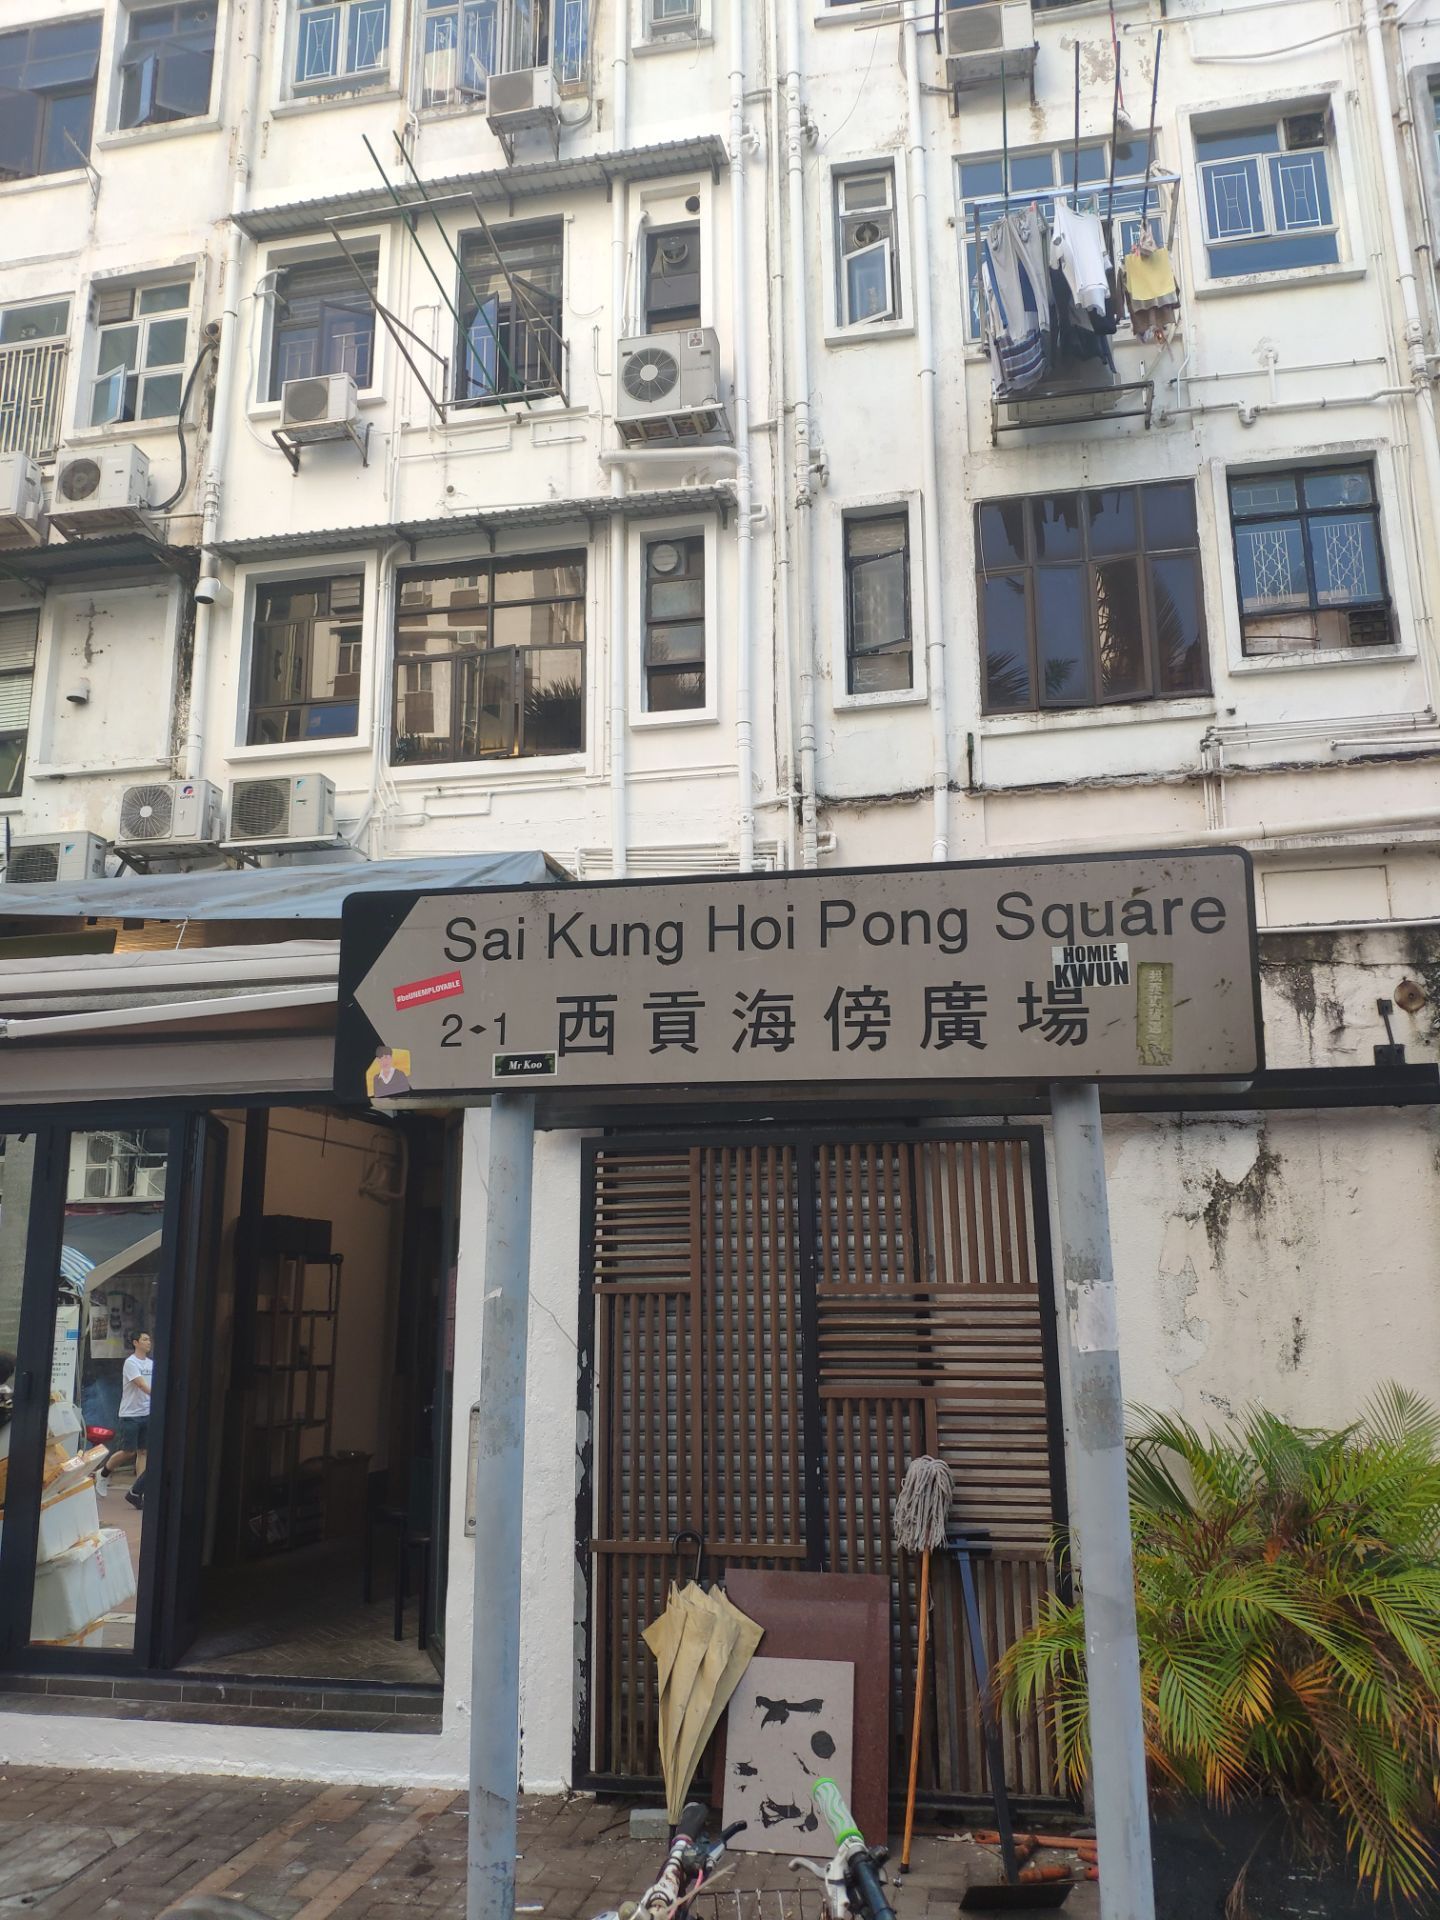 Sai Kung Hoi Pong Square
HOMIE
KWUN
#beUNEMPLOYABLE
2 1 西貢海傍廣場
Mr Koo